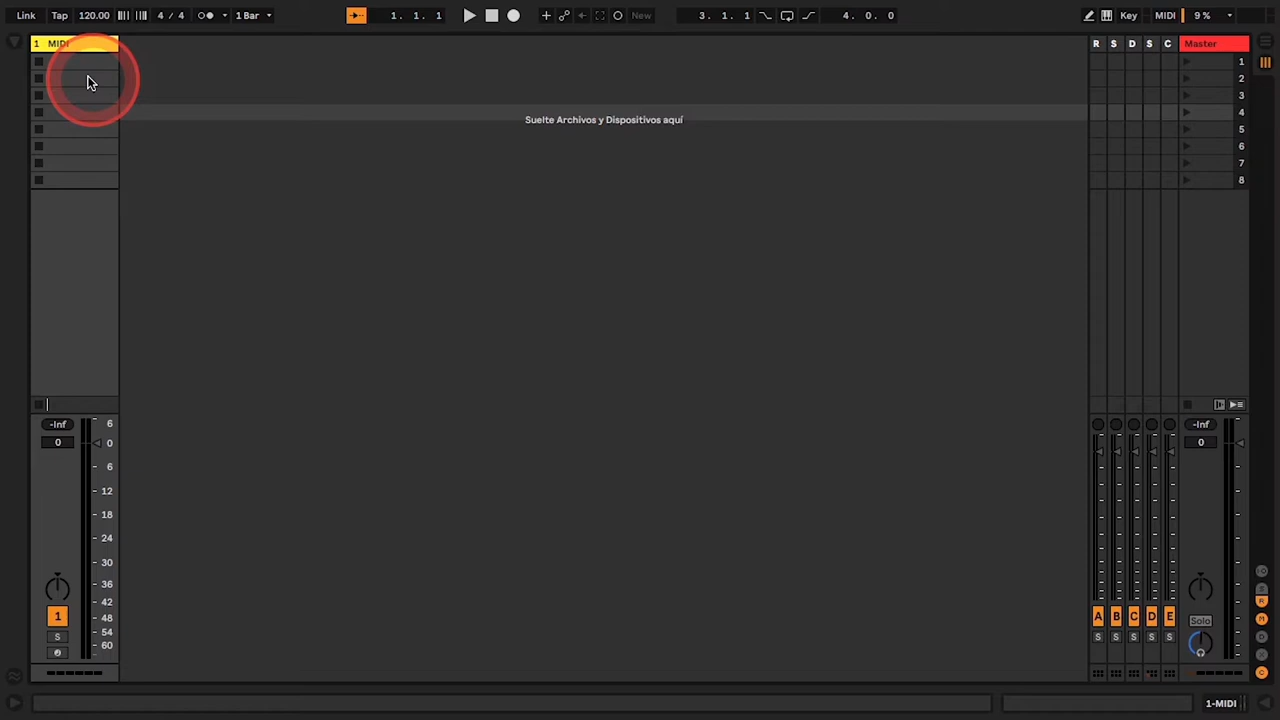 Link Tap 120.00 4 / 4 1 Bar 1. 1. 1 New 3. 1. 1 4. 0. 0 Key MIDI 9 %
1 MIDI R S D S C Master
1
2
3
Suelte Archivos y Dispositivos aquí 4
5
6
7
8
-Inf 6 -Inf
0 0 0
6
12
18
24
30
36
42
1 48 A B C D E Solo
S 54 S S S S S
60
1-MIDI